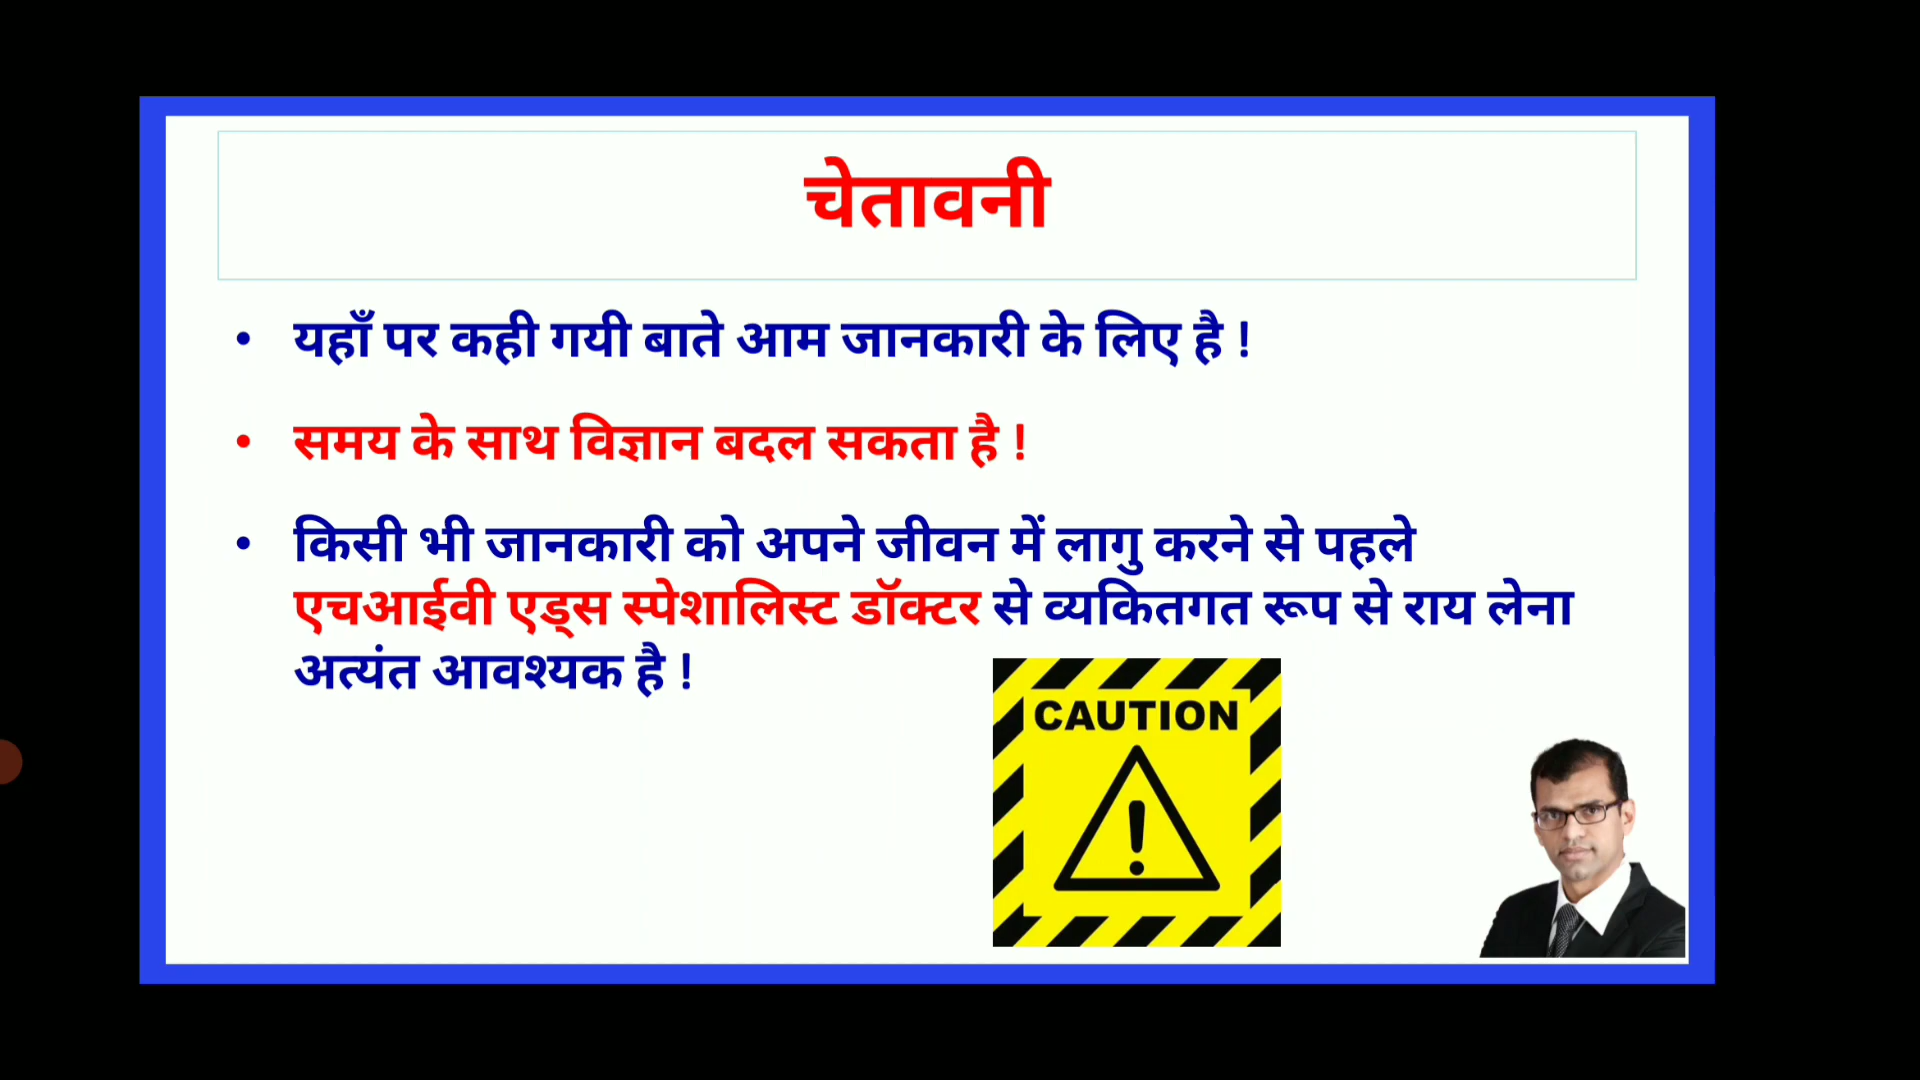 चेतावनी
• यहाँ पर कही गयी बाते आम जानकारी के लिए है !
• समय के साथ विज्ञान बदल सकता है !
• किसी भी जानकारी को अपने जीवन में लागु करने से पहले
एचआईवी एड्स स्पेशालिस्ट डॉक्टर से व्यकितगत रूप से राय लेना
अत्यंत आवश्यक है !
CAUTION